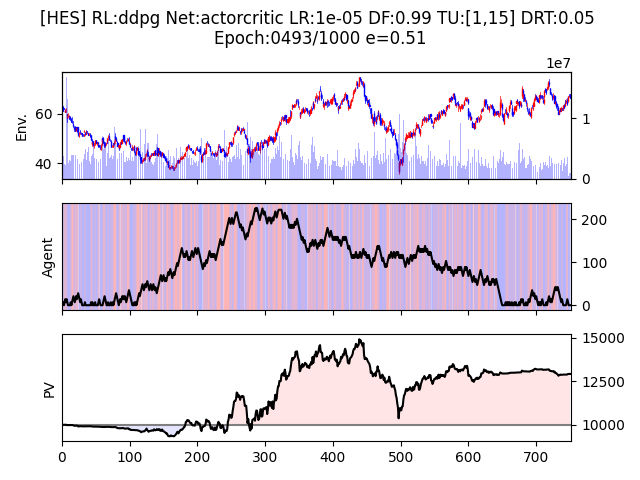 [HES] RL:ddpg Net:actorcritic LR:1e-05 DF:0.99 TU:[1,15] DRT:0.05
Epoch:0493/1000 e=0.51
1e7
Env.
60
40
1
0
Agent
200
100
0
PV
15000
12500
10000
0 100 200 300 400 500 600 700